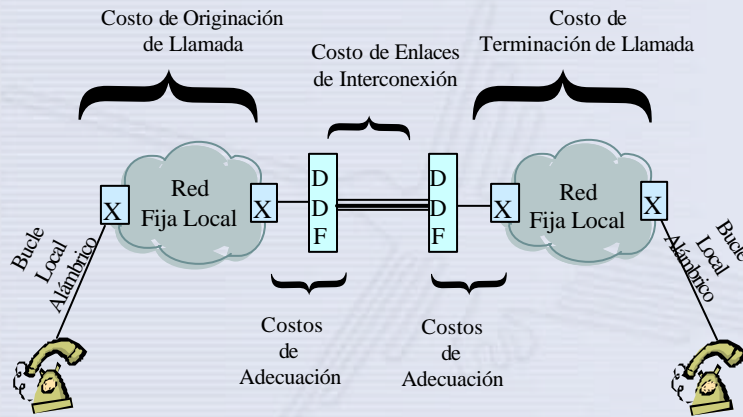 Costo de Originación
de Llamada
Costo de Enlaces
de Interconexión
Costo de
Terminación de Llamada
X
Red
Fija Local
X
D
D
F
D
D
F
X
Red
Fija Local
X
Bucle
Local
Alámbrico
Bucle
Local
Alámbrico
Costos
de
Adecuación
Costos
de
Adecuación